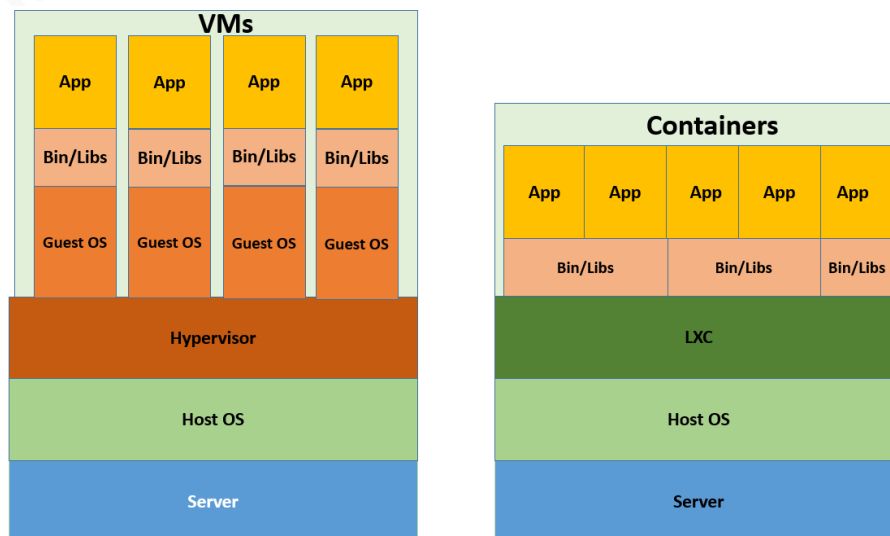 VMs
App
App
App
App
Bin/Libs
Bin/Libs
Bin/Libs
Bin/Libs
Guest OS
Guest OS
Guest OS
Guest OS
Hypervisor
Host OS
Server
Containers
App
App
App
App
App
Bin/Libs
Bin/Libs
Bin/Libs
LXC
Host OS
Server